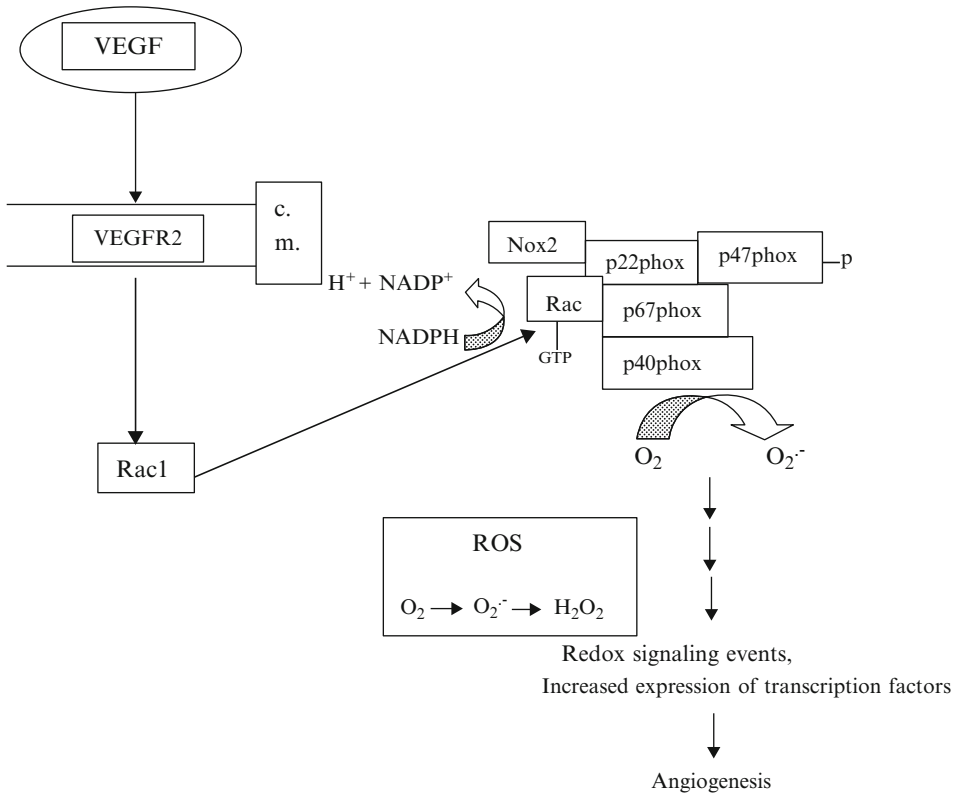 VEGF
c.
m.
VEGFR2
Nox2
p22phox
p47phox
p
H⁺ + NADP⁺
Rac
p67phox
NADPH
GTP
p40phox
Rac1
O₂
O₂·⁻
ROS
O₂ → O₂·⁻ → H₂O₂
Redox signaling events,
Increased expression of transcription factors
Angiogenesis